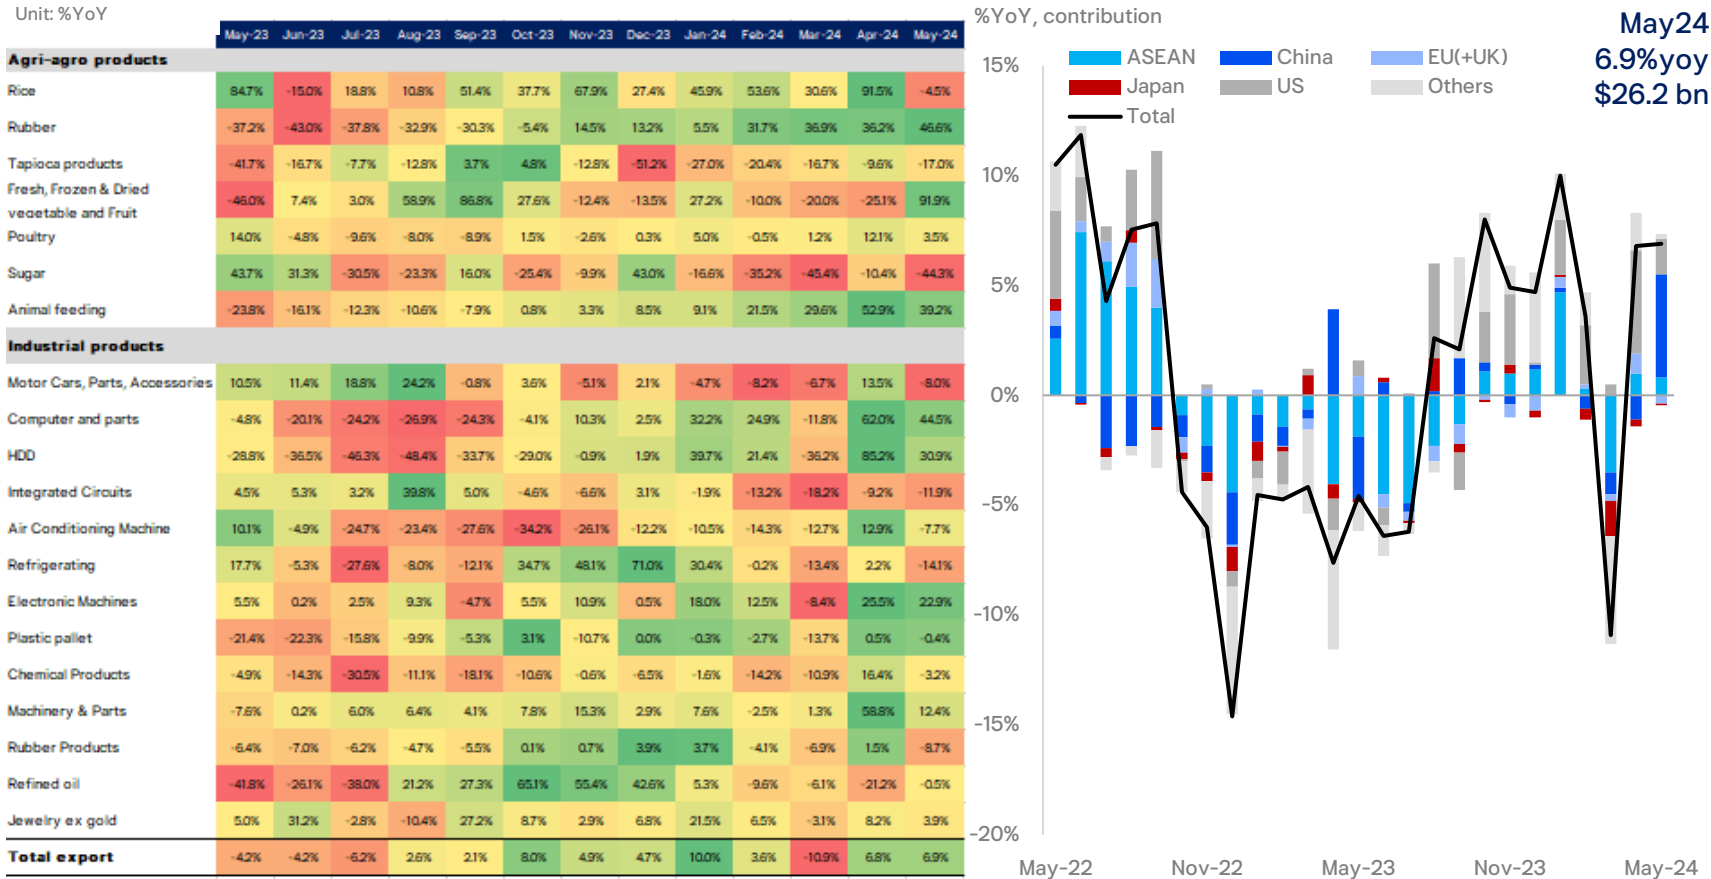 Unit: %YoY
May-23 Jun-23 Jul-23 Aug-23 Sep-23 Oct-23 Nov-23 Dec-23 Jan-24 Feb-24 Mar-24 Apr-24 May-24
Agri-agro products
Rice 84.7% -15.0% 18.8% 10.8% 51.4% 37.7% 67.9% 27.4% 45.9% 53.6% 30.6% 91.5% -4.5%
Rubber -37.2% -43.0% -37.8% -32.9% -30.3% -5.4% 14.5% 13.2% 5.5% 31.7% 36.9% 36.2% 46.6%
Tapioca products -41.7% -16.7% -7.7% -12.8% 3.7% 4.8% -12.8% -51.2% -27.0% -20.4% -16.7% -9.6% -17.0%
Fresh, Frozen & Dried
vegetable and Fruit -46.0% 7.4% 3.0% 58.9% 86.8% 27.6% -12.4% -13.5% 27.2% -10.0% -20.0% -25.1% 91.9%
Poultry 14.0% -4.8% -9.6% -8.0% -8.9% 1.5% -2.6% 0.3% 5.0% -0.5% 1.2% 12.1% 3.5%
Sugar 43.7% 31.3% -30.5% -23.3% 16.0% -25.4% -9.9% 43.0% -16.6% -35.2% -45.4% -10.4% -44.3%
Animal feeding -23.8% -16.1% -12.3% -10.6% -7.9% 0.8% 3.3% 8.5% 9.1% 21.5% 29.6% 52.9% 39.2%
Industrial products
Motor Cars, Parts, Accessories 10.5% 11.4% 18.8% 24.2% -0.8% 3.6% -5.1% 2.1% -4.7% -8.2% -6.7% 13.5% -8.0%
Computer and parts -4.8% -20.1% -24.2% -26.9% -24.3% -4.1% 10.3% 2.5% 32.2% 24.9% -11.8% 62.0% 44.5%
HDD -28.8% -36.5% -46.3% -48.4% -33.7% -29.0% -0.9% 1.9% 39.7% 21.4% -36.2% 85.2% 30.9%
Integrated Circuits 4.5% 5.3% 3.2% 39.8% 5.0% -4.6% -6.6% 3.1% -1.9% -13.2% -18.2% -9.2% -11.9%
Air Conditioning Machine 10.1% -4.9% -24.7% -23.4% -27.6% -34.2% -26.1% -12.2% -10.5% -14.3% -12.7% 12.9% -7.7%
Refrigerating 17.7% -5.3% -27.6% -8.0% -12.1% 34.7% 48.1% 71.0% 30.4% -0.2% -13.4% 2.2% -14.1%
Electronic Machines 5.5% 0.2% 2.5% 9.3% -4.7% 5.5% 10.9% 0.5% 18.0% 12.5% -8.4% 25.5% 22.9%
Plastic pallet -21.4% -22.3% -15.8% -9.9% -5.3% 3.1% -10.7% 0.0% -0.3% -2.7% -13.7% 0.5% -0.4%
Chemical Products -4.9% -14.3% -30.5% -11.1% -18.1% -10.6% -0.6% -6.5% -1.6% -14.2% -10.9% 16.4% -3.2%
Machinery & Parts -7.6% 0.2% 6.0% 6.4% 4.1% 7.8% 15.3% 2.9% 7.6% -2.5% 1.3% 58.8% 12.4%
Rubber Products -6.4% -7.0% -6.2% -4.7% -5.5% 0.1% 0.7% 3.9% 3.7% -4.1% -6.9% 1.5% -8.7%
Refined oil -41.8% -26.1% -38.0% 21.2% 27.3% 65.1% 55.4% 42.6% 5.3% -9.6% -6.1% -21.2% -0.5%
Jewelry ex gold 5.0% 31.2% -2.8% -10.4% 27.2% 8.7% 2.9% 6.8% 21.5% 6.5% -3.1% 8.2% 3.9%
Total export -4.2% -4.2% -6.2% 2.6% 2.1% 8.0% 4.9% 4.7% 10.0% 3.6% -10.9% 6.8% 6.9%
%YoY, contribution
May24
6.9%yoy
$26.2 bn
ASEAN China EU(+UK)
Japan US Others
Total
15%
10%
5%
0%
-5%
-10%
-15%
-20%
May-22 Nov-22 May-23 Nov-23 May-24